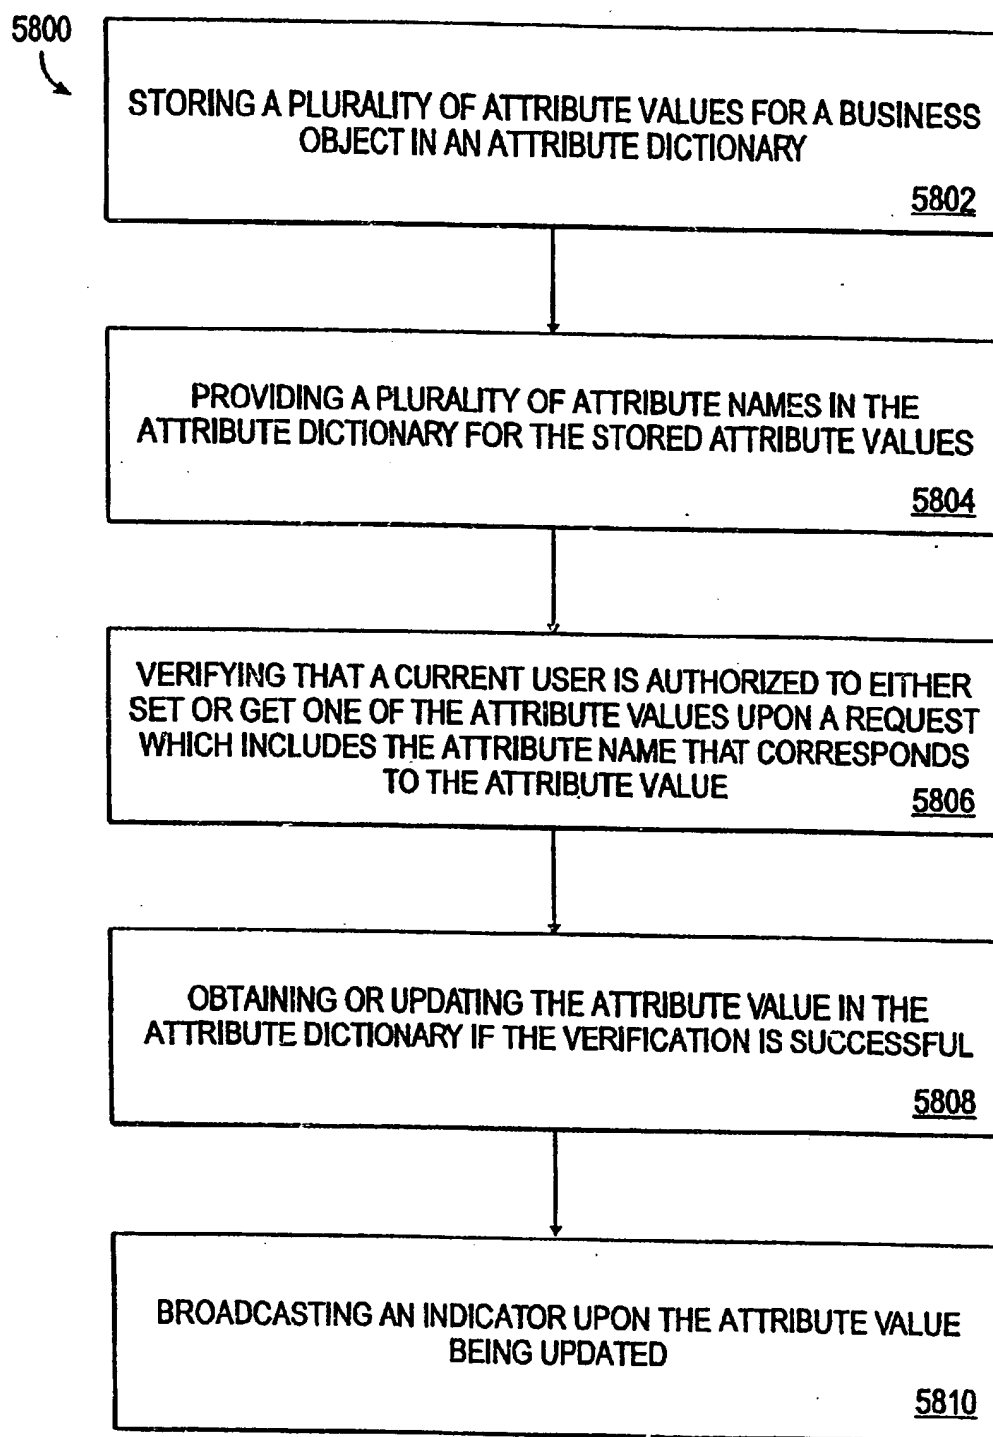 5800
STORING A PLURALITY OF ATTRIBUTE VALUES FOR A BUSINESS
OBJECT IN AN ATTRIBUTE DICTIONARY
5802
PROVIDING A PLURALITY OF ATTRIBUTE NAMES IN THE
ATTRIBUTE DICTIONARY FOR THE STORED ATTRIBUTE VALUES
5804
VERIFYING THAT A CURRENT USER IS AUTHORIZED TO EITHER
SET OR GET ONE OF THE ATTRIBUTE VALUES UPON A REQUEST
WHICH INCLUDES THE ATTRIBUTE NAME THAT CORRESPONDS
TO THE ATTRIBUTE VALUE
5806
OBTAINING OR UPDATING THE ATTRIBUTE VALUE IN THE
ATTRIBUTE DICTIONARY IF THE VERIFICATION IS SUCCESSFUL
5808
BROADCASTING AN INDICATOR UPON THE ATTRIBUTE VALUE
BEING UPDATED
5810